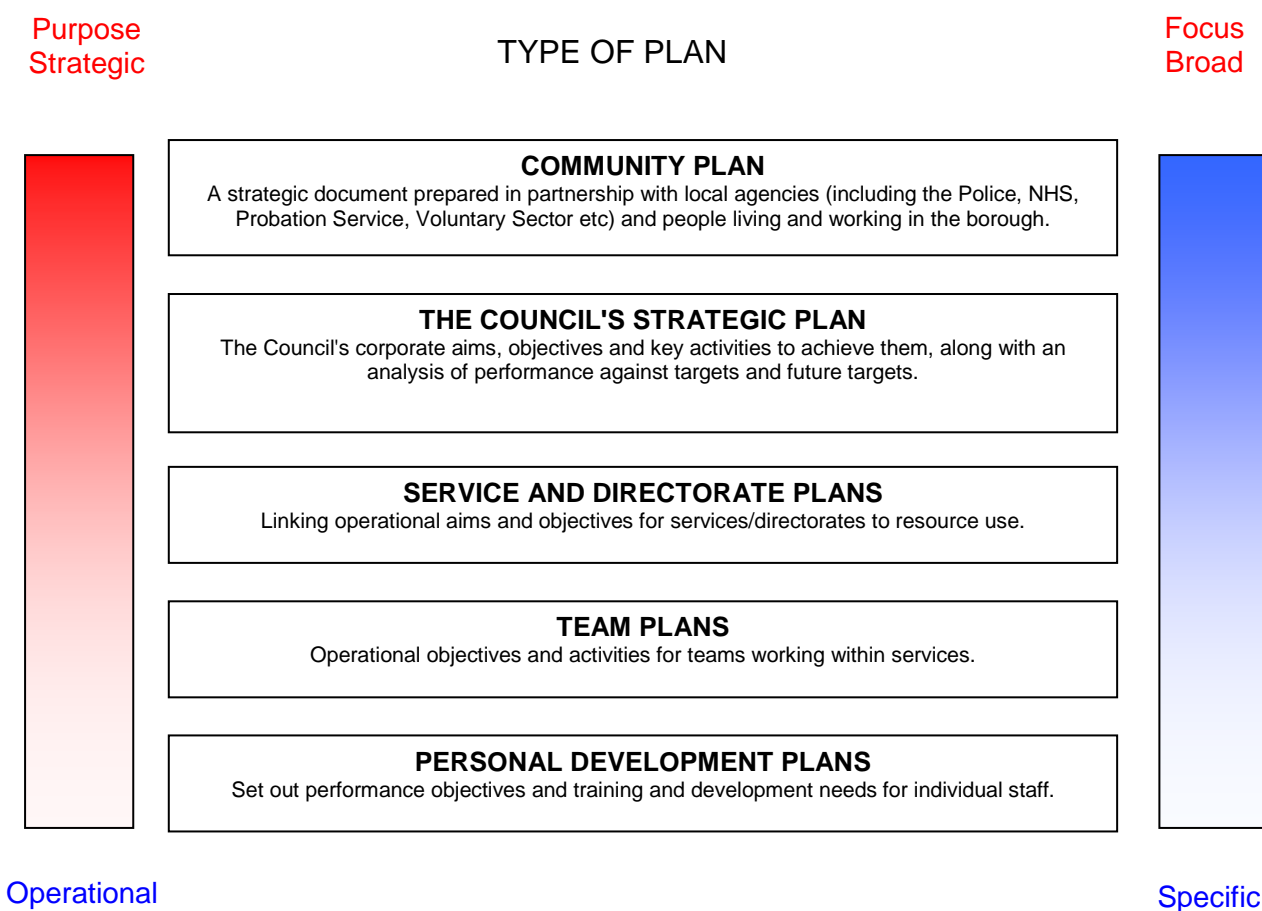 Purpose
Strategic
TYPE OF PLAN
Focus
Broad
COMMUNITY PLAN
A strategic document prepared in partnership with local agencies (including the Police, NHS,
Probation Service, Voluntary Sector etc) and people living and working in the borough.
THE COUNCIL'S STRATEGIC PLAN
The Council's corporate aims, objectives and key activities to achieve them, along with an
analysis of performance against targets and future targets.
SERVICE AND DIRECTORATE PLANS
Linking operational aims and objectives for services/directorates to resource use.
TEAM PLANS
Operational objectives and activities for teams working within services.
PERSONAL DEVELOPMENT PLANS
Set out performance objectives and training and development needs for individual staff.
Operational
Specific